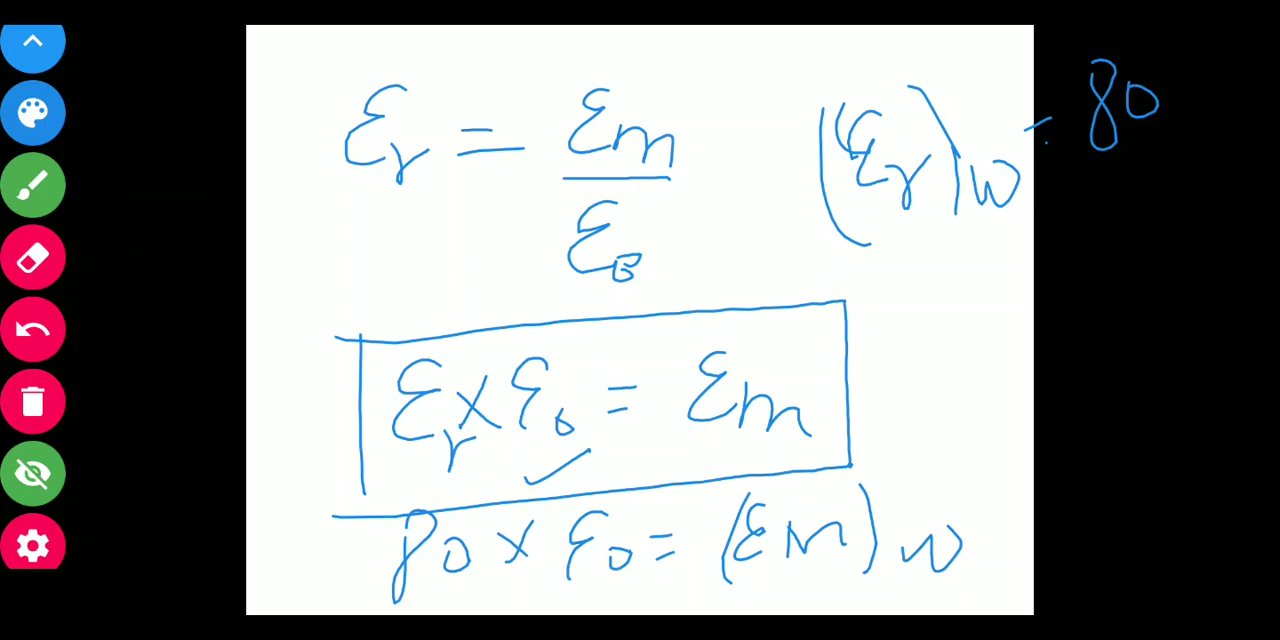 εr = εm / ε0 (εr)w = 80
εr × ε0 = εm
80 × ε0 = (εm)w